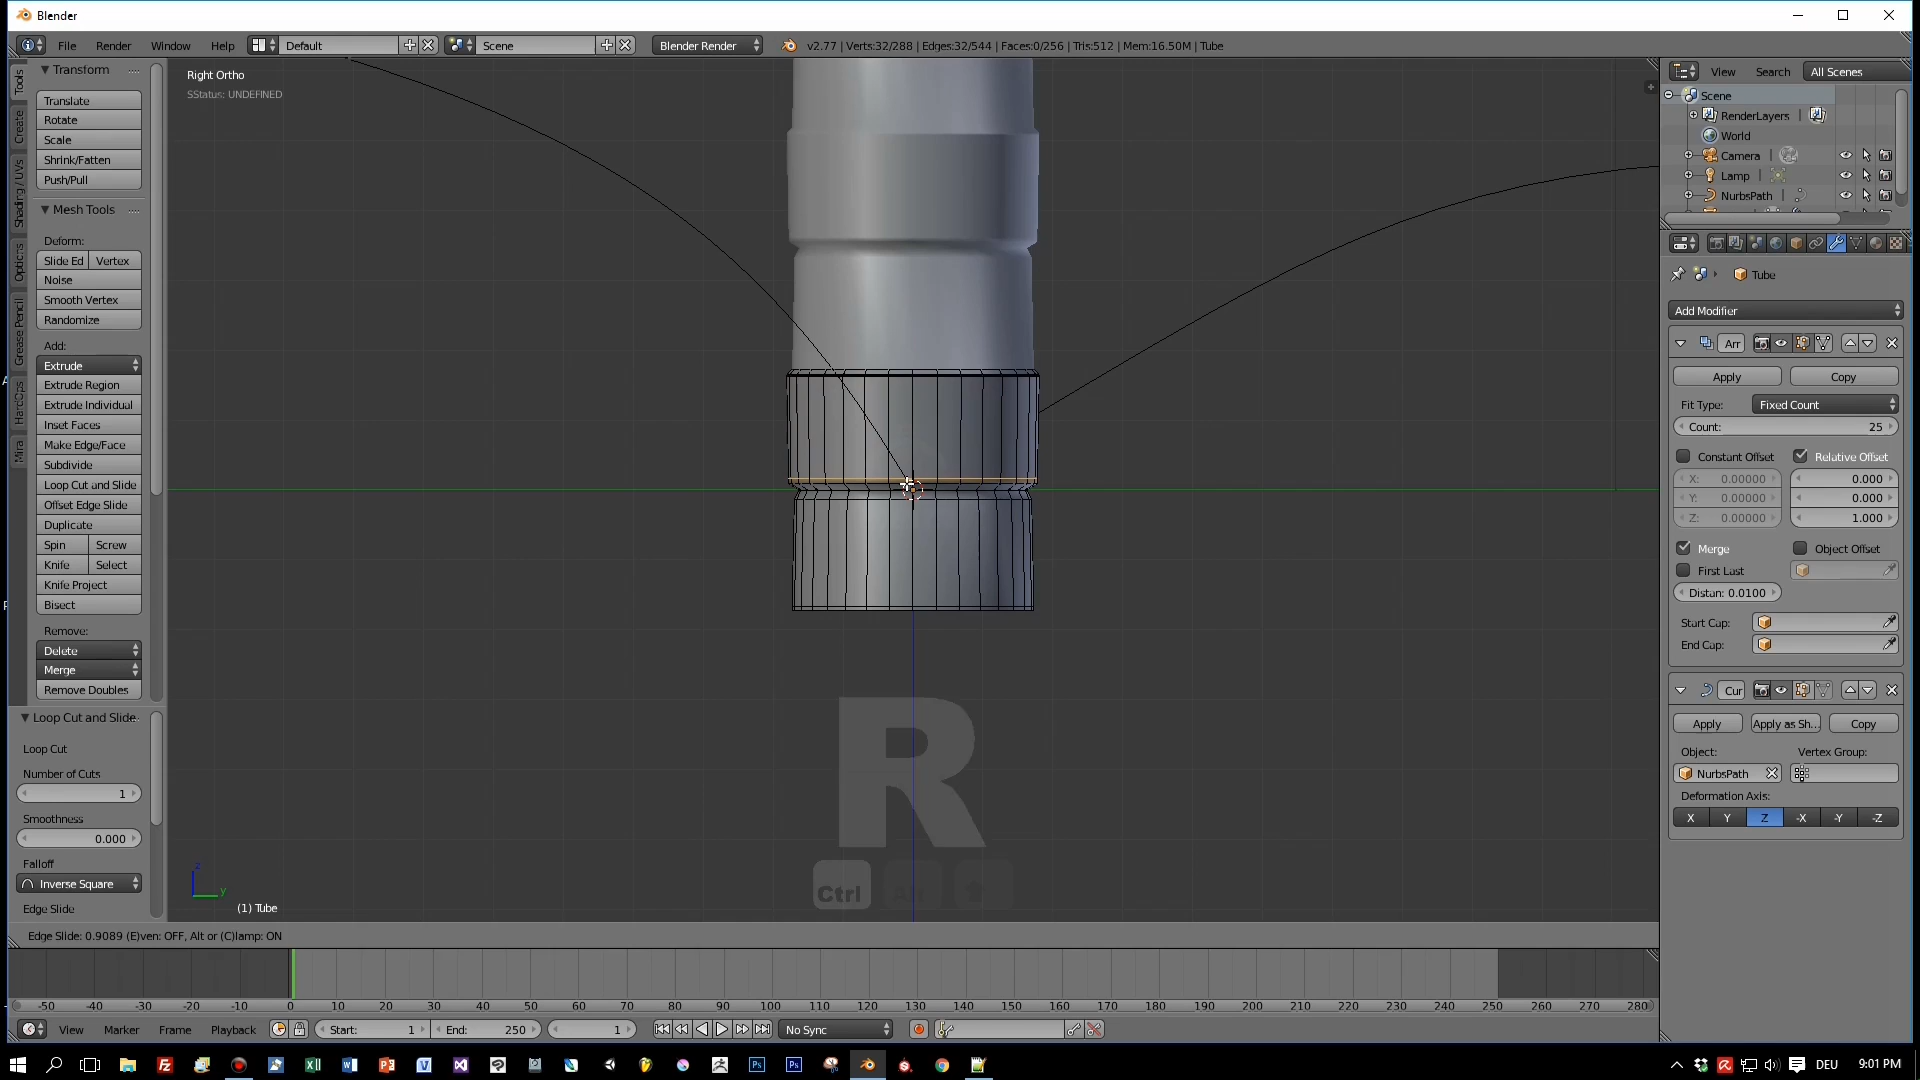 Blender
File Render Window Help Default Scene Blender Render v2.77 | Verts:32/288 | Edges:32/544 | Faces:0/256 | Tris:512 | Mem:16.50M | Tube
Tools
Create
Shading / UVs
Options
Grease Pencil
HardOps
Mira
Transform
Translate
Rotate
Scale
Shrink/Fatten
Push/Pull
Mesh Tools
Deform:
Slide Ed Vertex
Noise
Smooth Vertex
Randomize
Add:
Extrude
Extrude Region
Extrude Individual
Inset Faces
Make Edge/Face
Subdivide
Loop Cut and Slide
Offset Edge Slide
Duplicate
Spin Screw
Knife Select
Knife Project
Bisect
Remove:
Delete
Merge
Remove Doubles
Loop Cut and Slide
Loop Cut
Number of Cuts
1
Smoothness
0.000
Falloff
Inverse Square
Edge Slide
Right Ortho
SStatus: UNDEFINED
R
Ctrl Alt
z
y
(1) Tube
View Search All Scenes
Scene
RenderLayers
World
Camera
Lamp
NurbsPath
Tube
Add Modifier
Arr
Apply Copy
Fit Type: Fixed Count
Count: 25
Constant Offset Relative Offset
X: 0.00000 0.000
Y: 0.00000 0.000
Z: 0.00000 1.000
Merge Object Offset
First Last
Distan: 0.0100
Start Cap:
End Cap:
Cur
Apply Apply as Sh... Copy
Object: Vertex Group:
NurbsPath
Deformation Axis:
X Y Z -X -Y -Z
Edge Slide: 0.9089 (E)ven: OFF, Alt or (C)lamp: ON
-50 -40 -30 -20 -10 0 10 20 30 40 50 60 70 80 90 100 110 120 130 140 150 160 170 180 190 200 210 220 230 240 250 260 270 280
View Marker Frame Playback Start: 1 End: 250 1 No Sync
DEU 9:01 PM